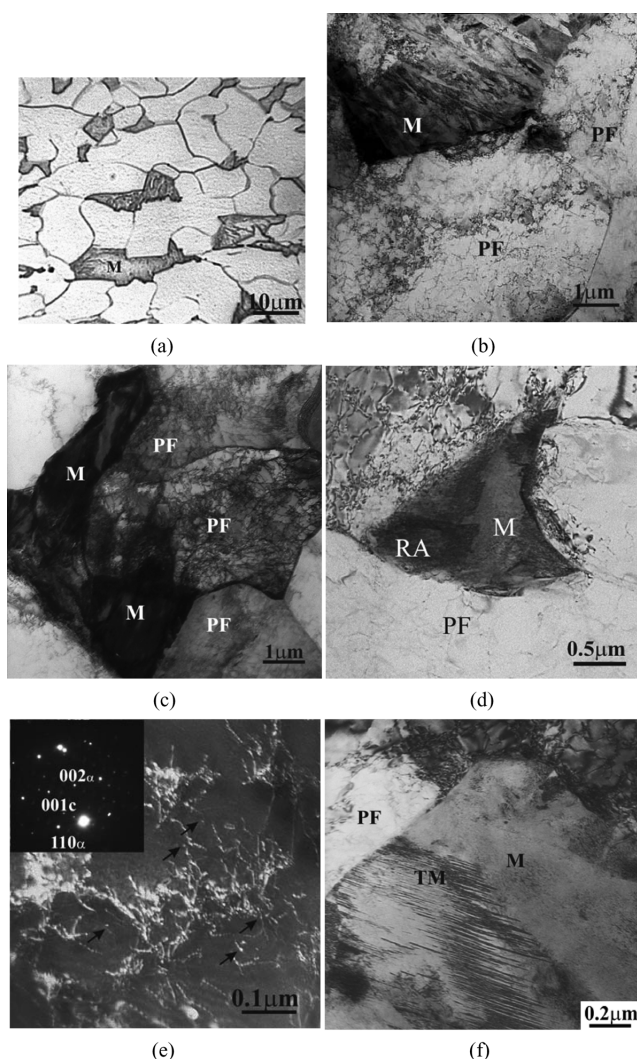 M
10μm
(a)
M
PF
PF
1μm
(b)
M
PF
PF
M
PF
1μm
(c)
RA
M
PF
0.5μm
(d)
002α
001c
110α
0.1μm
(e)
PF
TM
M
0.2μm
(f)